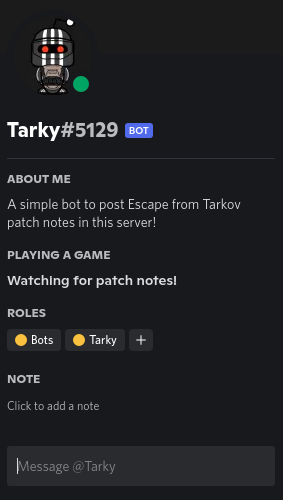 Tarky#5129 BOT
ABOUT ME
A simple bot to post Escape from Tarkov
patch notes in this server!
PLAYING A GAME
Watching for patch notes!
ROLES
Bots Tarky +
NOTE
Click to add a note
Message @Tarky